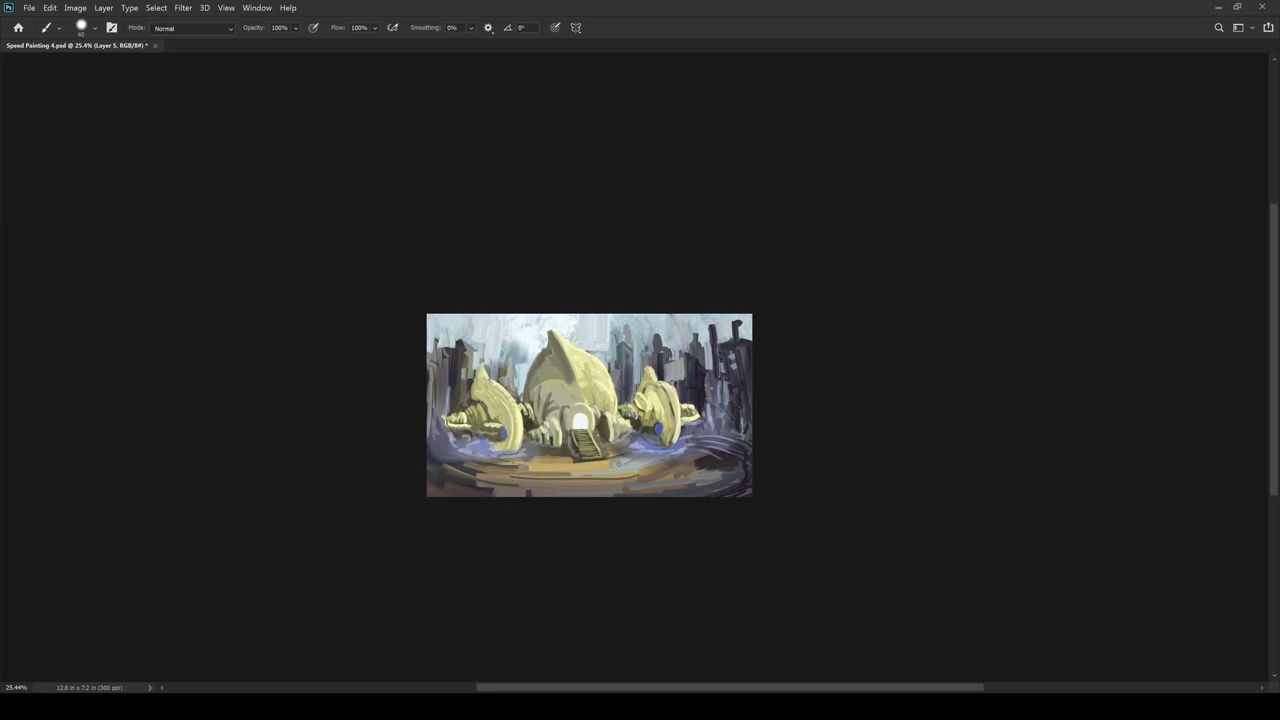 Ps File Edit Image Layer Type Select Filter 3D View Window Help
40 Mode: Normal Opacity: 100% Flow: 100% Smoothing: 0% 0°
Speed Painting 4.psd @ 25.4% (Layer 5, RGB/8#) *
25.44% 12.8 in x 7.2 in (300 ppi)